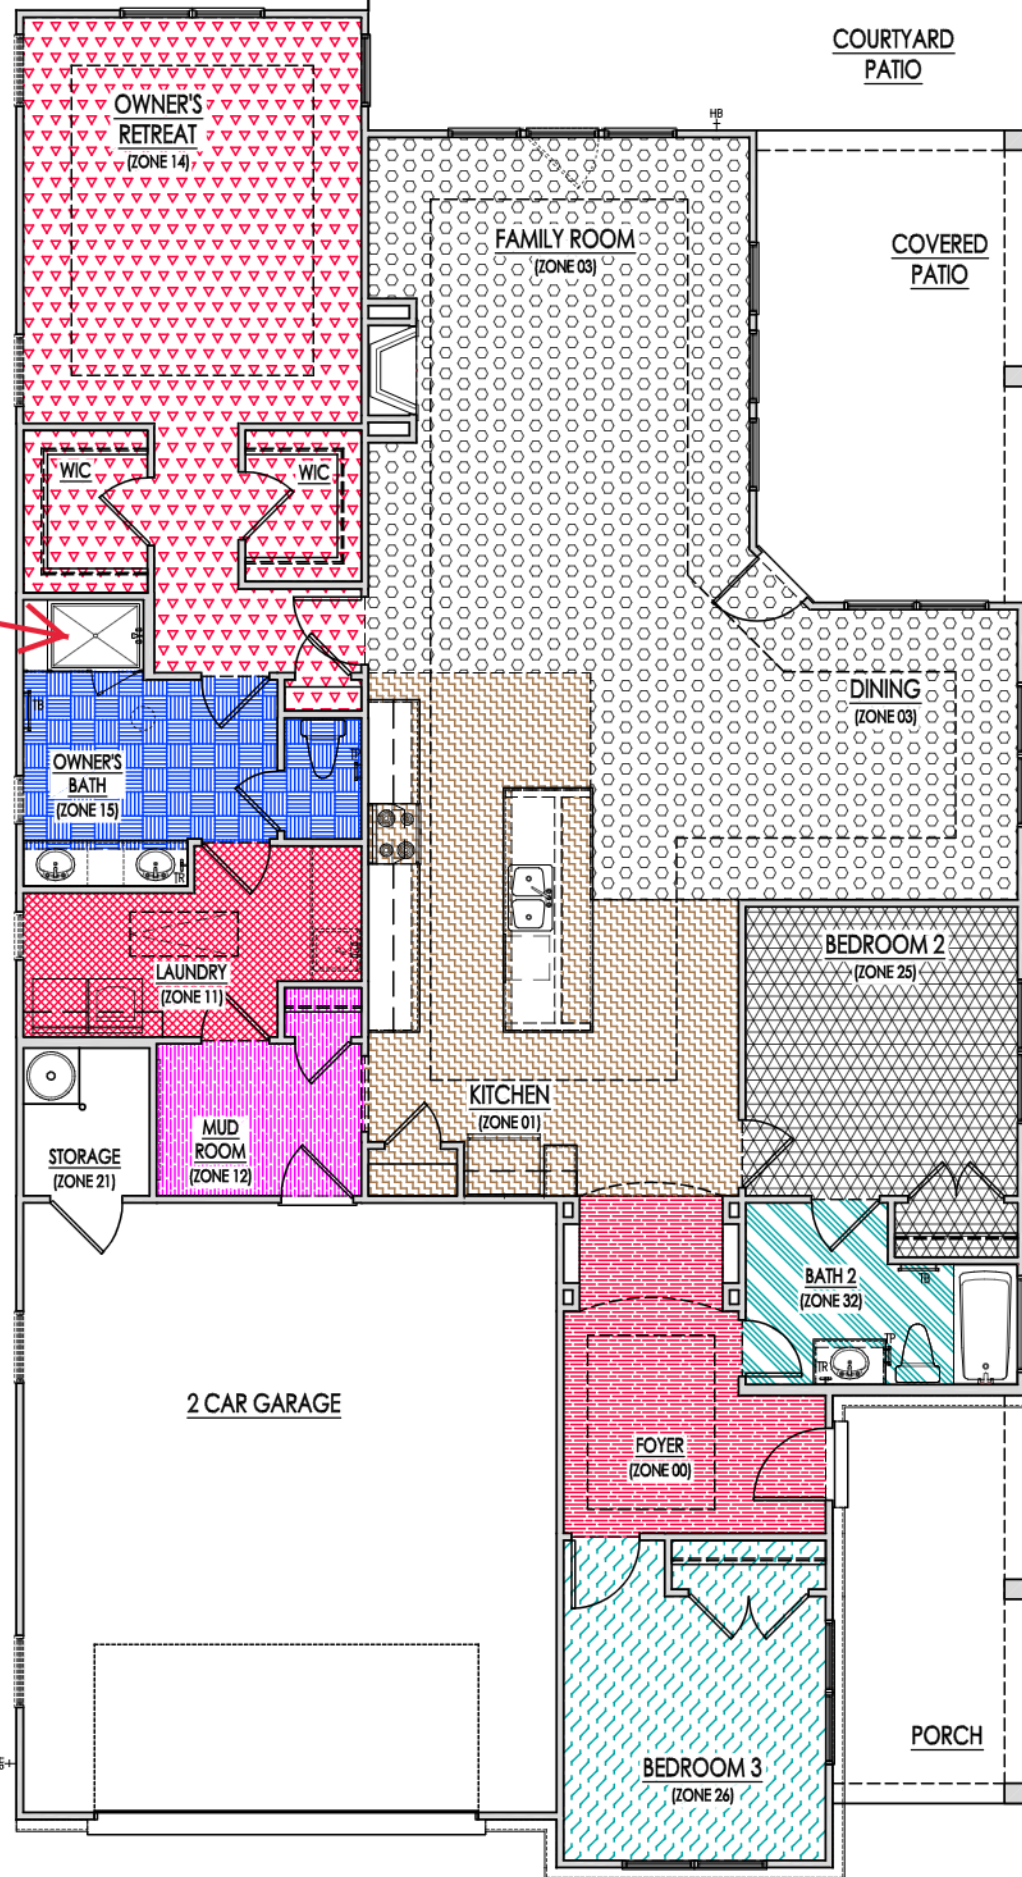 COURTYARD
PATIO
OWNER'S
RETREAT
(ZONE 14)
HB
FAMILY ROOM
(ZONE 03)
COVERED
PATIO
WIC
WIC
DINING
(ZONE 03)
TB
OWNER'S
BATH
(ZONE 15)
TP
TR
BEDROOM 2
(ZONE 25)
LAUNDRY
(ZONE 11)
KITCHEN
(ZONE 01)
MUD
ROOM
(ZONE 12)
STORAGE
(ZONE 21)
BATH 2
(ZONE 32)
TB
TP
TR
2 CAR GARAGE
FOYER
(ZONE 00)
PORCH
BEDROOM 3
(ZONE 26)